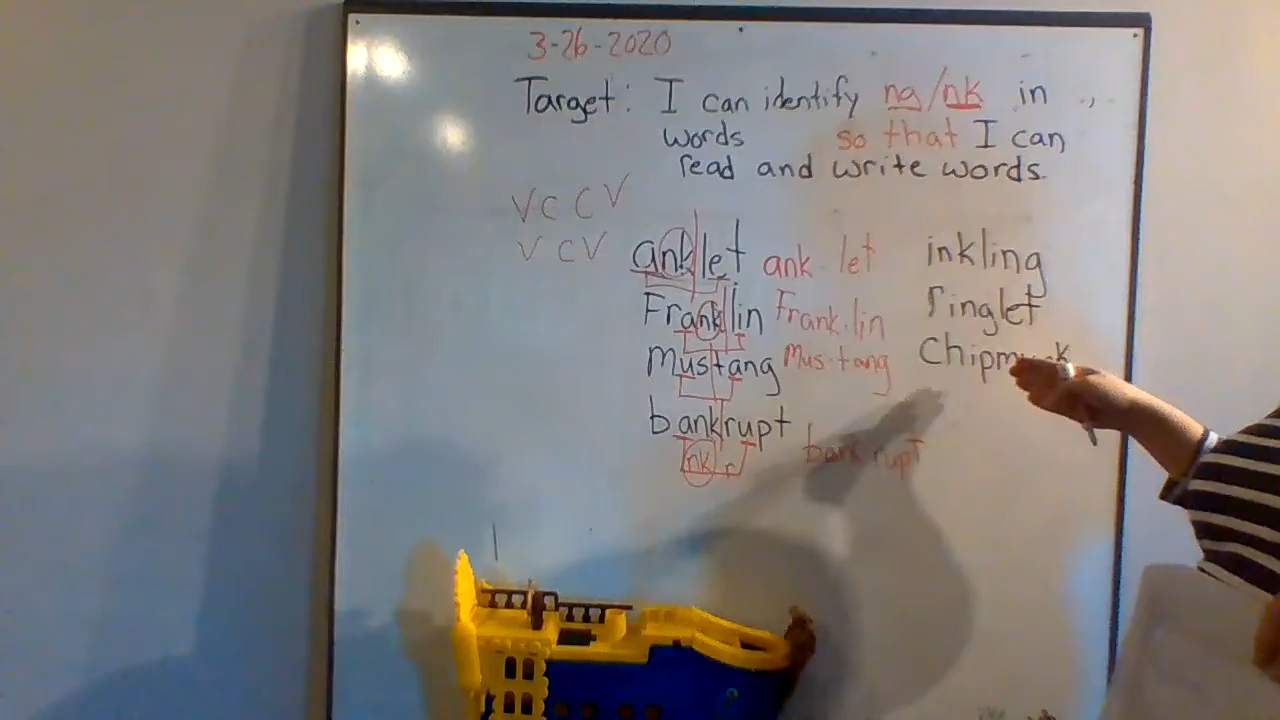 3-26-2020
Target: I can identify ng/nk in
words so that I can
read and write words.
VCCV
VCV anklet ank let inkling
Franklin Frank.lin ringlet
Mustang Mus-tang
bankrupt
nk r bank rupt